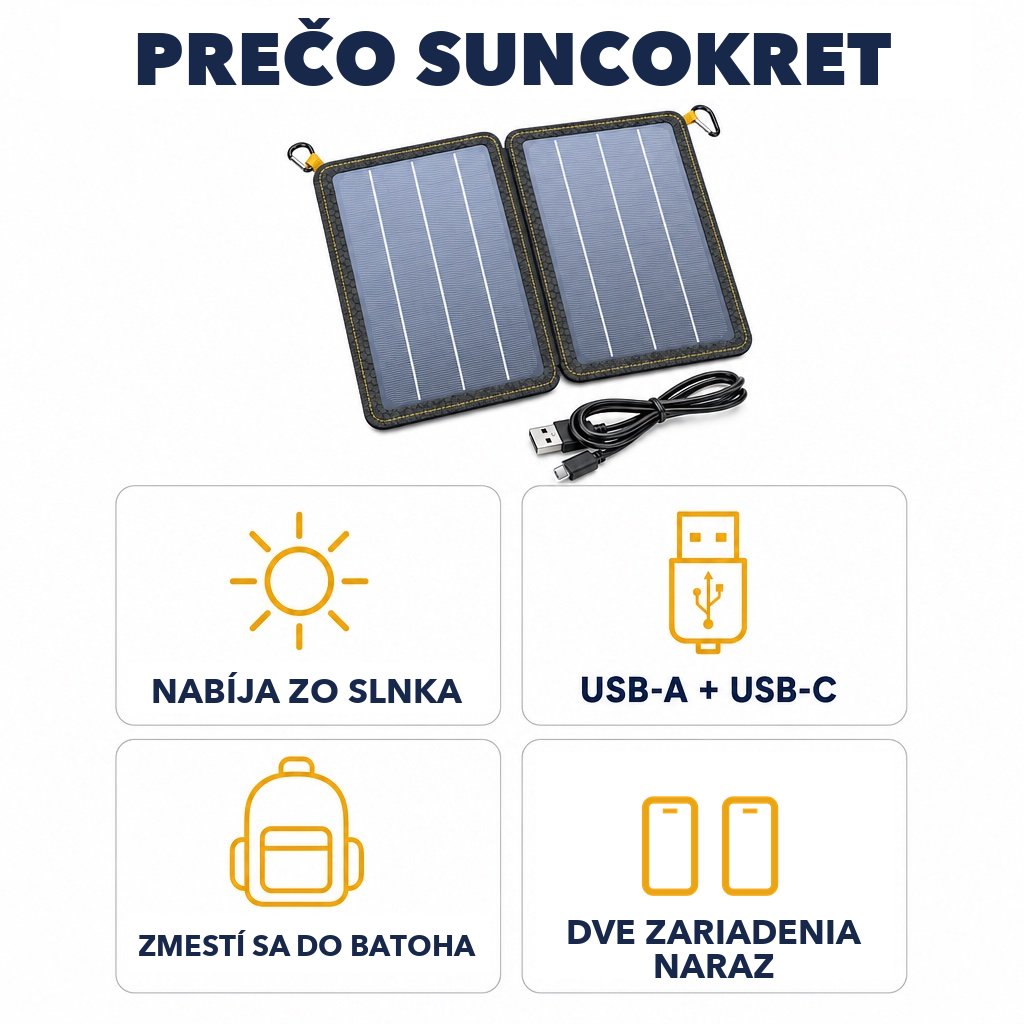 PREČO SUNCOKRET
NABÍJA ZO SLNKA
USB-A + USB-C
ZMESTÍ SA DO BATOHA
DVE ZARIADENIA
NARAZ